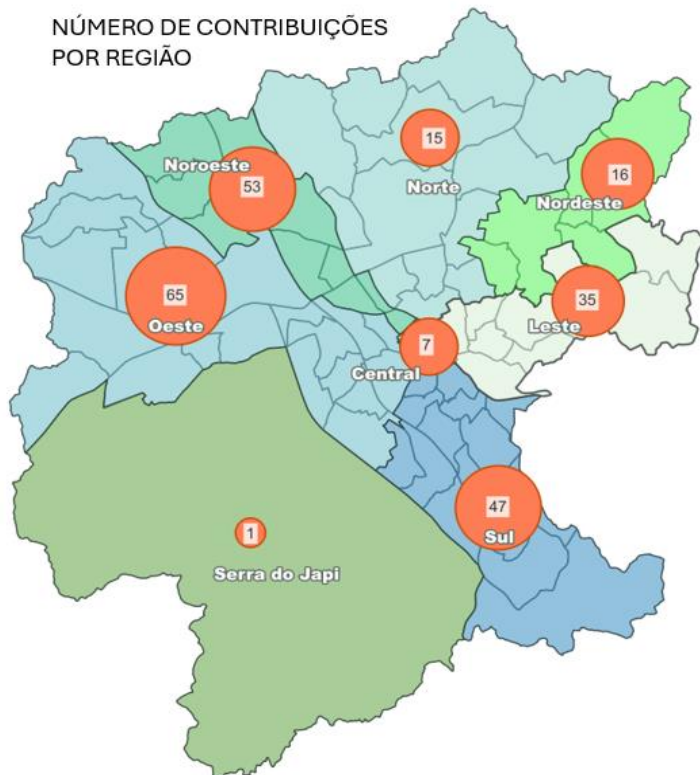 NÚMERO DE CONTRIBUIÇÕES
POR REGIÃO
15
Norte
Noroeste
53
16
Nordeste
65
Oeste
35
Leste
7
Central
47
Sul
1
Serra do Japi